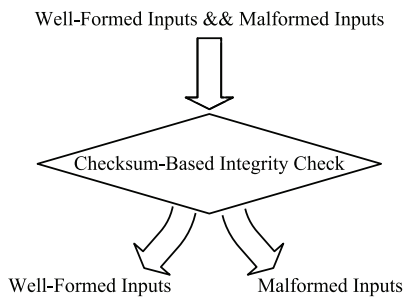 Well-Formed Inputs && Malformed Inputs
Checksum-Based Integrity Check
Well-Formed Inputs
Malformed Inputs